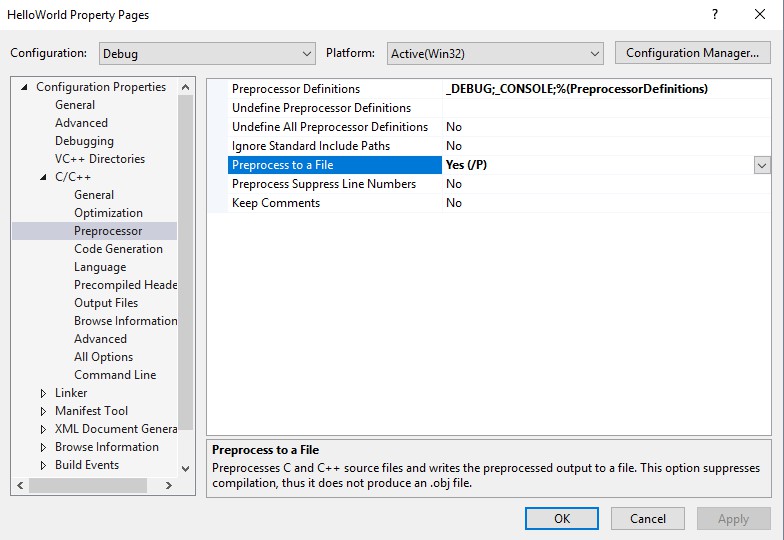 HelloWorld Property Pages
? ×
Configuration: Debug Platform: Active(Win32) Configuration Manager...
Configuration Properties
General
Advanced
Debugging
VC++ Directories
C/C++
General
Optimization
Preprocessor
Code Generation
Language
Precompiled Heade
Output Files
Browse Information
Advanced
All Options
Command Line
Linker
Manifest Tool
XML Document Genera
Browse Information
Build Events
Preprocessor Definitions _DEBUG;_CONSOLE;%(PreprocessorDefinitions)
Undefine Preprocessor Definitions
Undefine All Preprocessor Definitions No
Ignore Standard Include Paths No
Preprocess to a File Yes (/P)
Preprocess Suppress Line Numbers No
Keep Comments No
Preprocess to a File
Preprocesses C and C++ source files and writes the preprocessed output to a file. This option suppresses
compilation, thus it does not produce an .obj file.
OK Cancel Apply